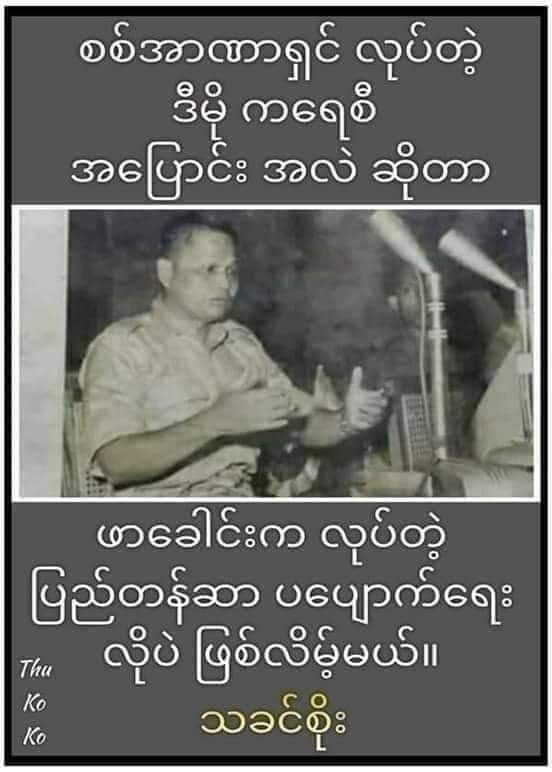 စစ်အာဏာရှင် လုပ်တဲ့
ဒီမို ကရေစီ
အပြောင်း အလဲ ဆိုတာ
ဖာခေါင်းက လုပ်တဲ့
ပြည်တန်ဆာ ပပျောက်ရေး
လိုပဲ ဖြစ်လိမ့်မယ်။
သခင်စိုး
Thu
Ko
Ko